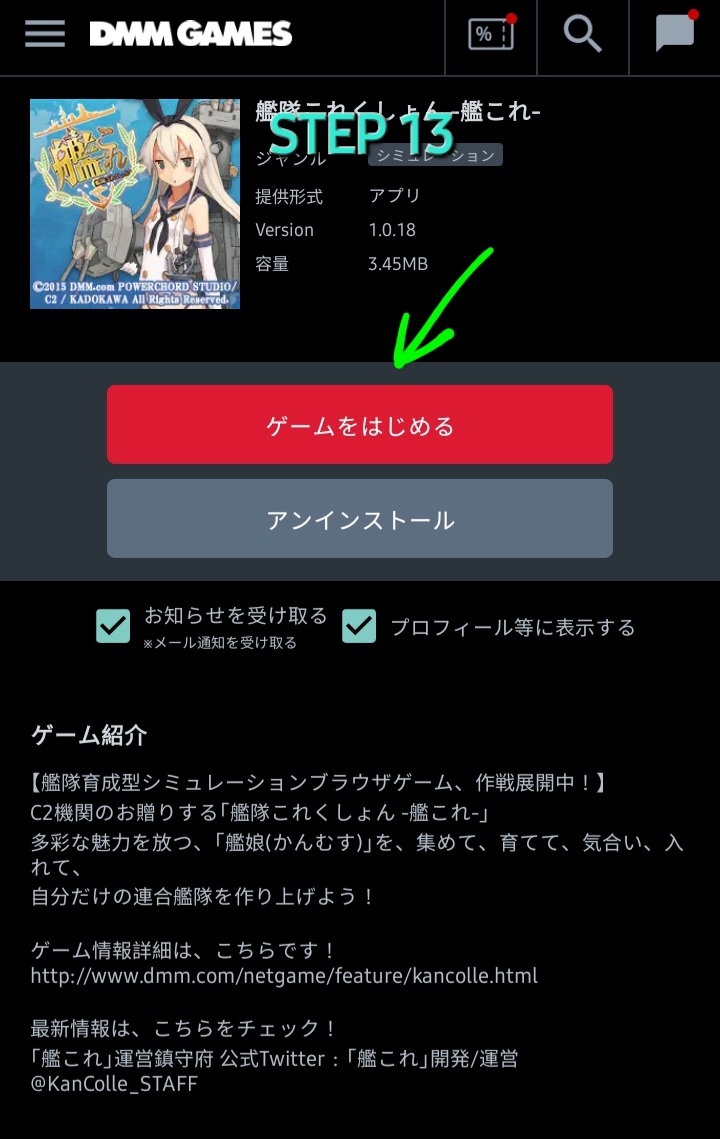 DMM GAMES
%
艦隊これくしょん -艦これ-
STEP 13
ジャンル シミュレーション
提供形式 アプリ
Version 1.0.18
容量 3.45MB
艦これ
©2015 DMM.com POWERCHORD STUDIO/
C2 / KADOKAWA All Rights Reserved.
ゲームをはじめる
アンインストール
お知らせを受け取る
※メール通知を受け取る
プロフィール等に表示する
ゲーム紹介
【艦隊育成型シミュレーションブラウザゲーム、作戦展開中！】
C2機関のお贈りする「艦隊これくしょん -艦これ-」
多彩な魅力を放つ、「艦娘(かんむす)」を、集めて、育てて、気合い、入
れて、
自分だけの連合艦隊を作り上げよう！
ゲーム情報詳細は、こちらです！
http://www.dmm.com/netgame/feature/kancolle.html
最新情報は、こちらをチェック！
「艦これ」運営鎮守府 公式Twitter：「艦これ」開発/運営
@KanColle_STAFF